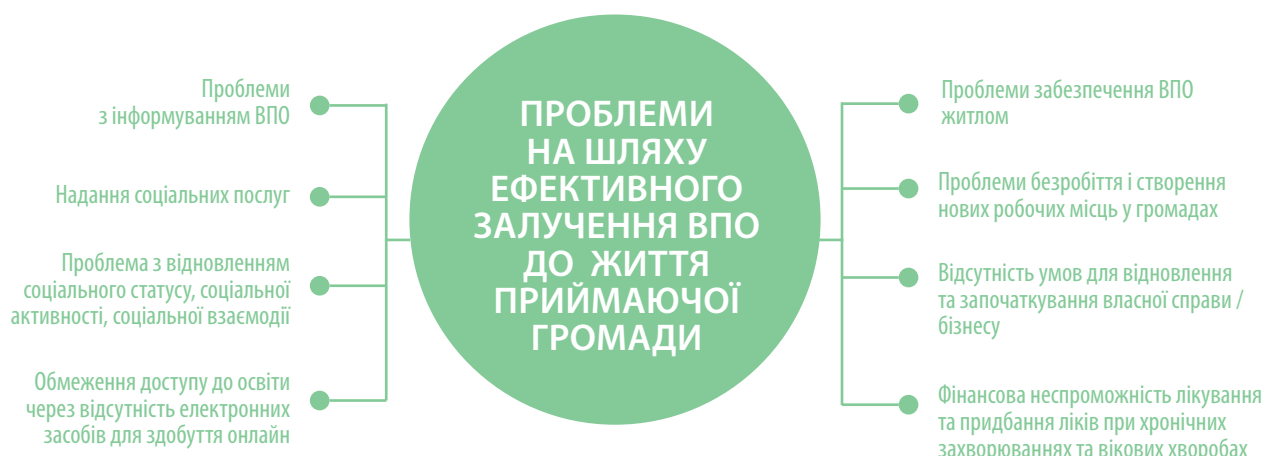 Проблеми
з інформуванням ВПО
Надання соціальних послуг
Проблема з відновленням
соціального статусу, соціальної
активності, соціальної взаємодії
Обмеження доступу до освіти
через відсутність електронних
засобів для здобуття онлайн
ПРОБЛЕМИ
НА ШЛЯХУ
ЕФЕКТИВНОГО
ЗАЛУЧЕННЯ ВПО
ДО ЖИТТЯ
ПРИЙМАЮЧОЇ
ГРОМАДИ
Проблеми забезпечення ВПО
житлом
Проблеми безробіття і створення
нових робочих місць у громадах
Відсутність умов для відновлення
та започаткування власної справи /
бізнесу
Фінансова неспроможність лікування
та придбання ліків при хронічних
захворюваннях та вікових хворобах